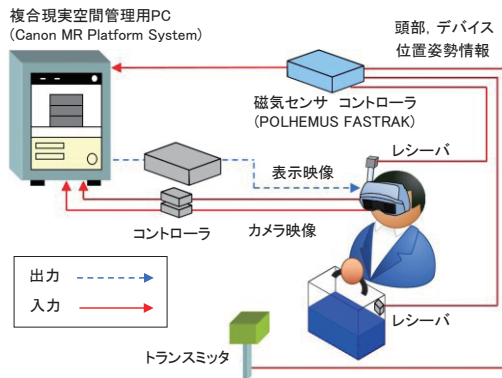 複合現実空間管理用PC
(Canon MR Platform System)
頭部, デバイス
位置姿勢情報
磁気センサ コントローラ
(POLHEMUS FASTRAK)
レシーバ
表示映像
コントローラ
カメラ映像
出力
入力
レシーバ
トランスミッタ